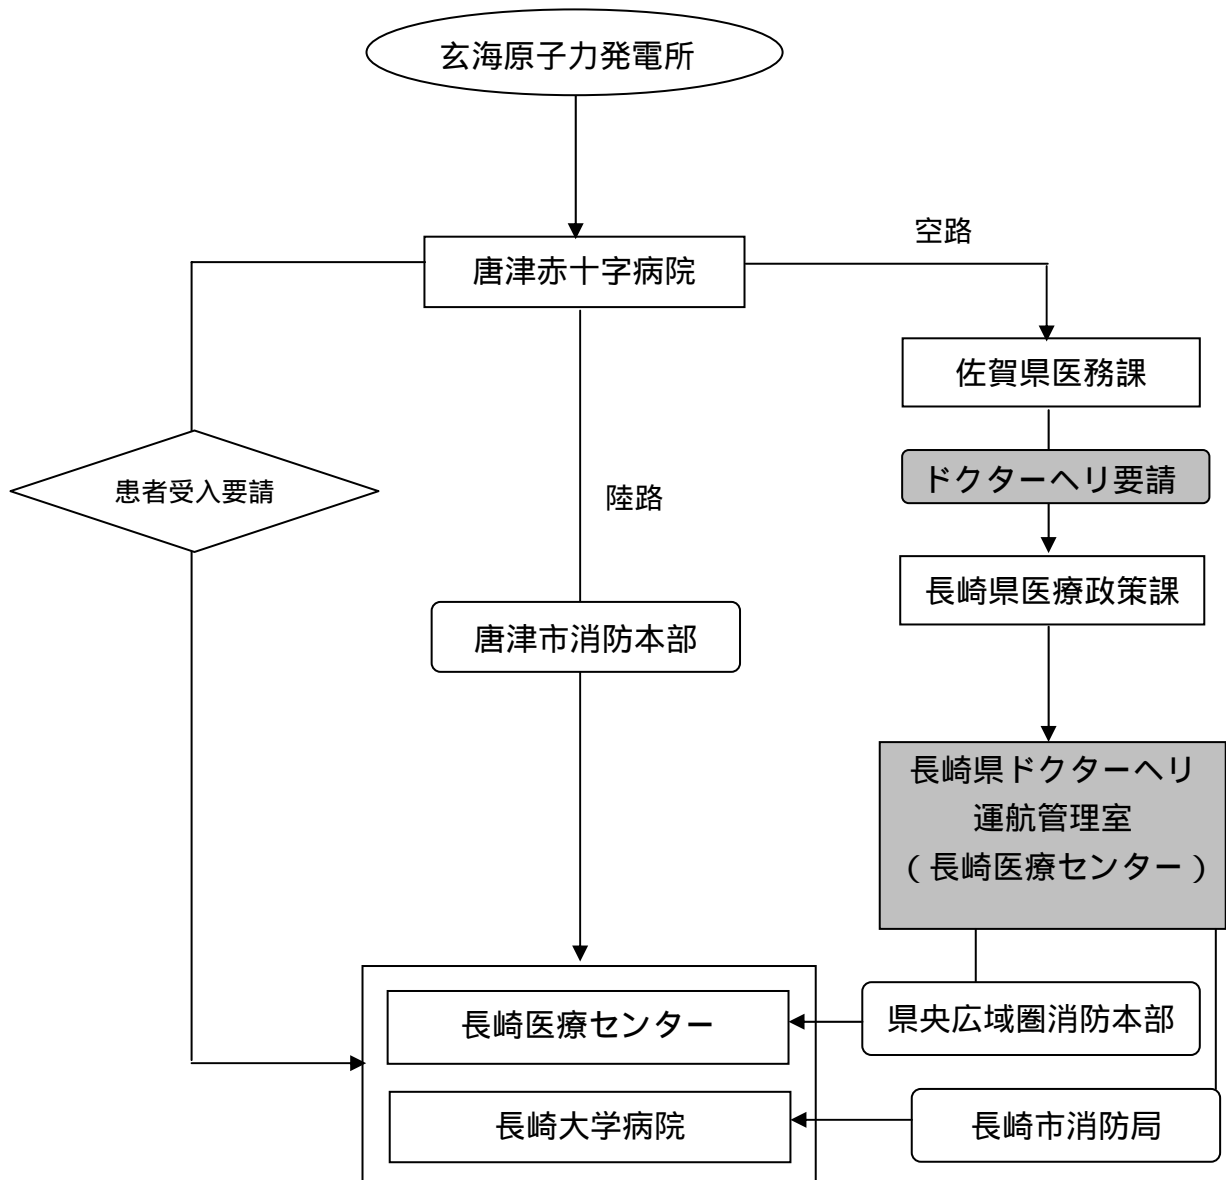 玄海原子力発電所
空路
唐津赤十字病院
佐賀県医務課
患者受入要請
ドクターヘリ要請
陸路
長崎県医療政策課
唐津市消防本部
長崎県ドクターヘリ
運航管理室
（長崎医療センター）
長崎医療センター
県央広域圏消防本部
長崎大学病院
長崎市消防局